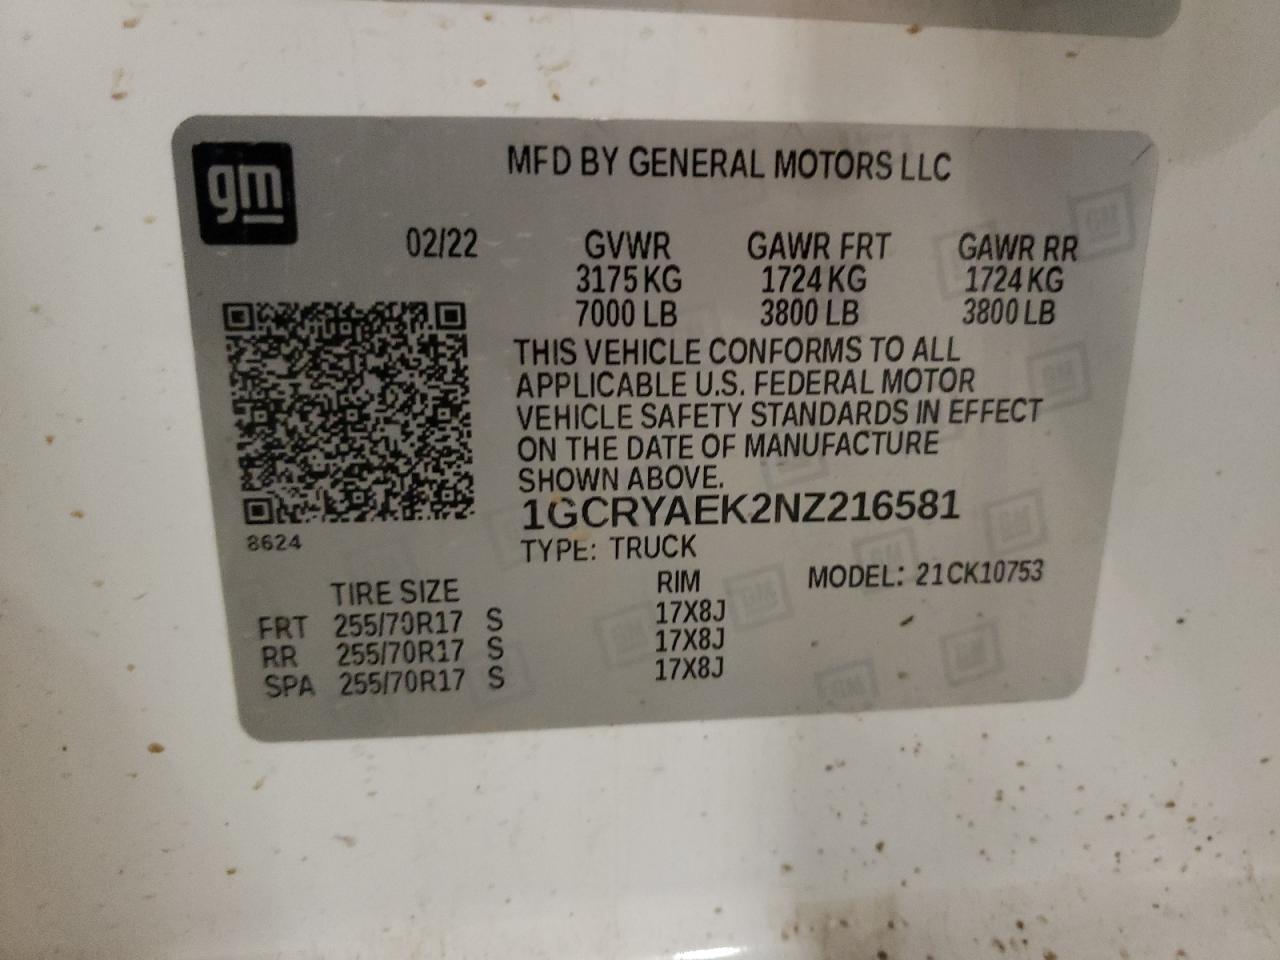 gm
MFD BY GENERAL MOTORS LLC
02/22 GVWR GAWR FRT GAWR RR
3175 KG 1724 KG 1724 KG
7000 LB 3800 LB 3800 LB
THIS VEHICLE CONFORMS TO ALL
APPLICABLE U.S. FEDERAL MOTOR
VEHICLE SAFETY STANDARDS IN EFFECT
ON THE DATE OF MANUFACTURE
SHOWN ABOVE.
1GCRYAEK2NZ216581
8624
TYPE: TRUCK
MODEL: 21CK10753
TIRE SIZE RIM
FRT 255/70R17 S 17X8J
RR 255/70R17 S 17X8J
SPA 255/70R17 S 17X8J